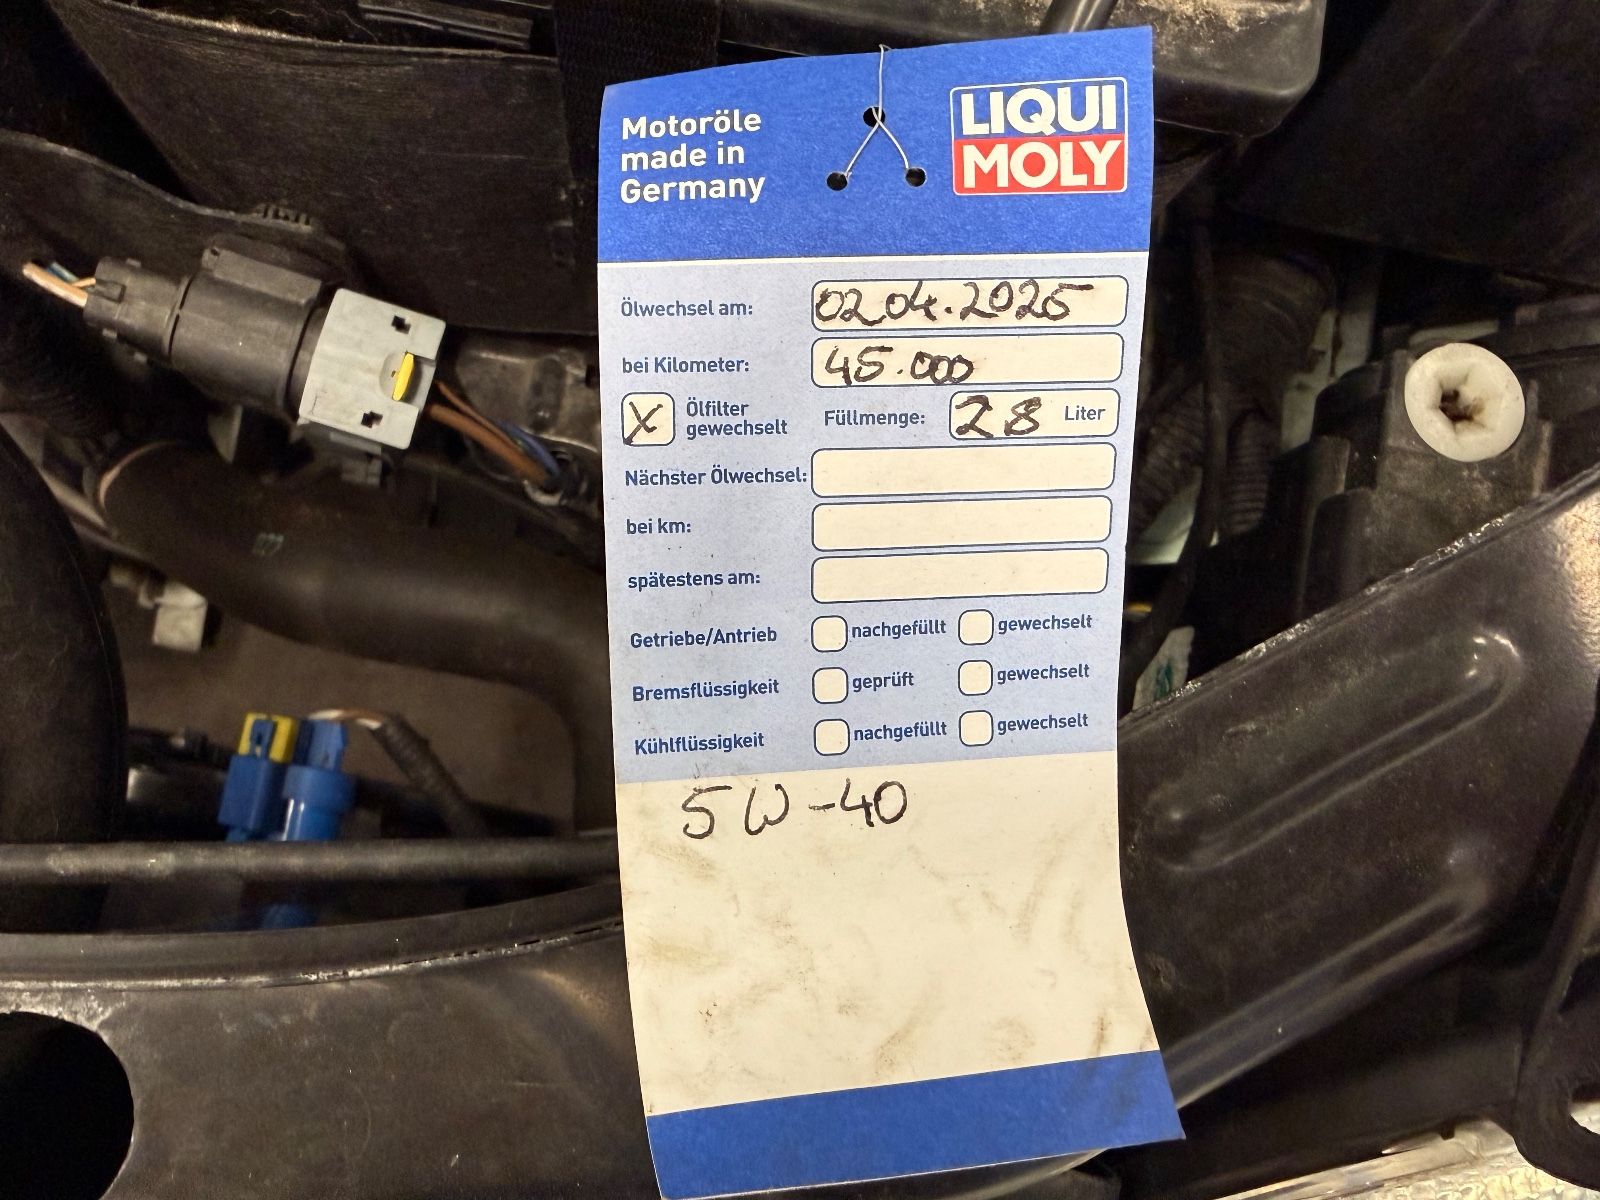 Motoröle
made in
Germany
LIQUI
MOLY
Ölwechsel am: 02.04.2025
bei Kilometer: 45.000
X Ölfilter gewechselt Füllmenge: 28 Liter
Nächster Ölwechsel:
bei km:
spätestens am:
Getriebe/Antrieb nachgefüllt gewechselt
Bremsflüssigkeit geprüft gewechselt
Kühlflüssigkeit nachgefüllt gewechselt
5W-40